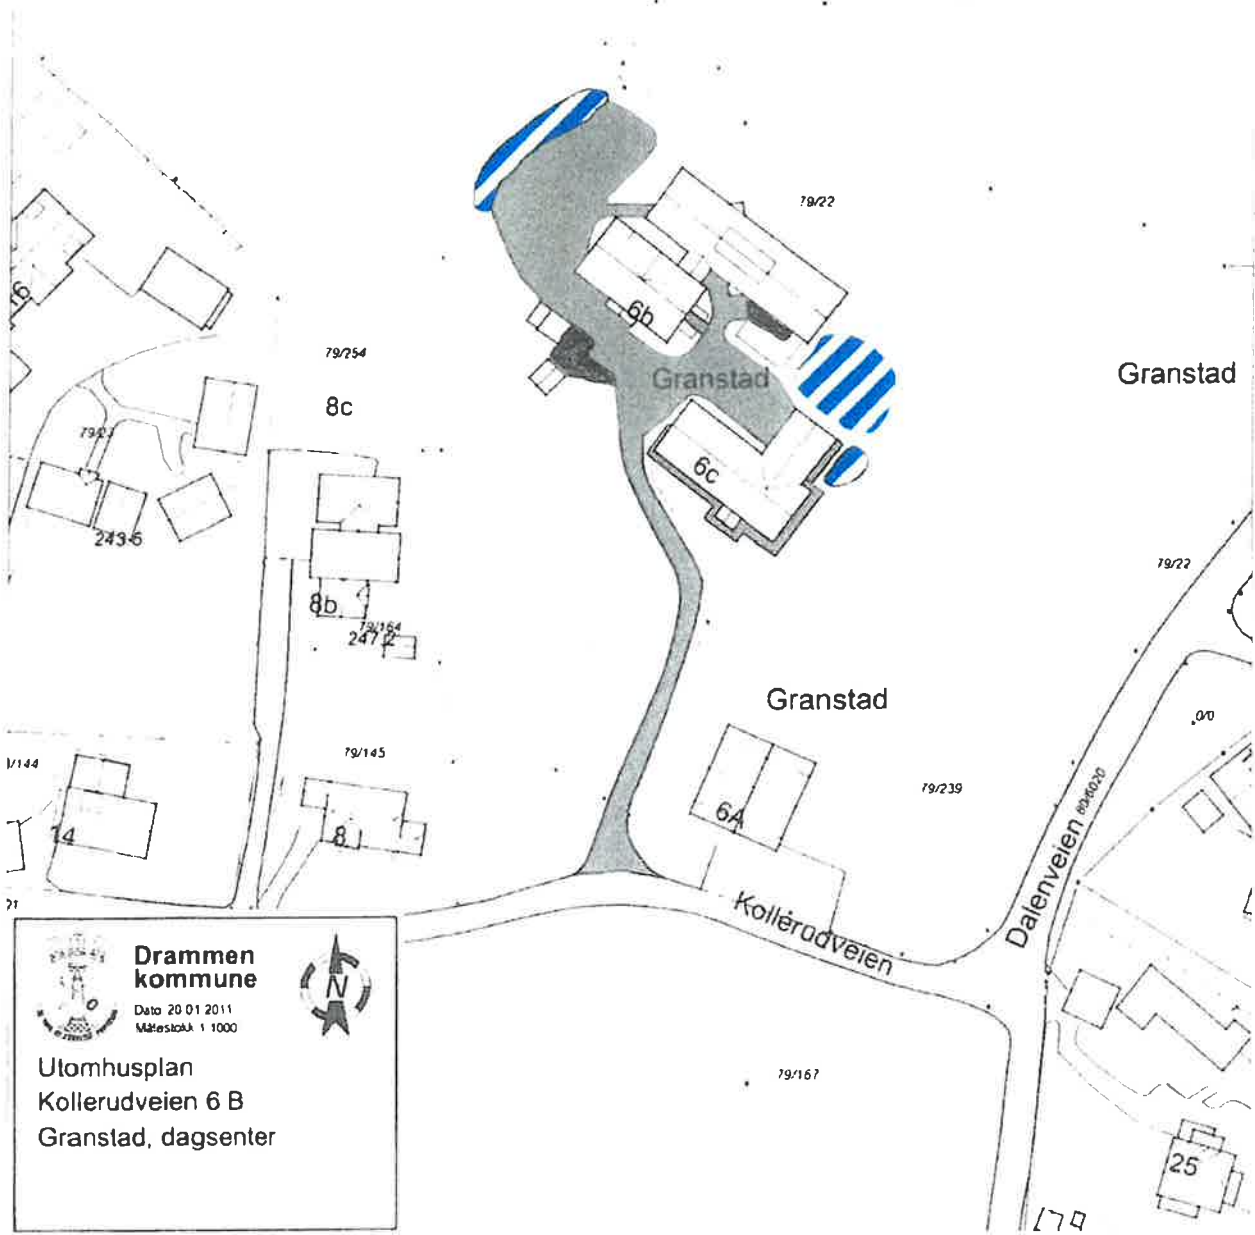 79/22
16
6b
79/254
Granstad
Granstad
8c
79/23
6c
243-6
79/22
8b
79/164
247 2
Granstad
0/0
79/145
79/239
6A
14
8
Dalenveien 80/6020
Kollerudveien
Drammen
kommune
Dato 20 01 2011
Målestokk 1 1000
N
Utomhusplan
Kollerudveien 6 B
Granstad, dagsenter
79/167
25